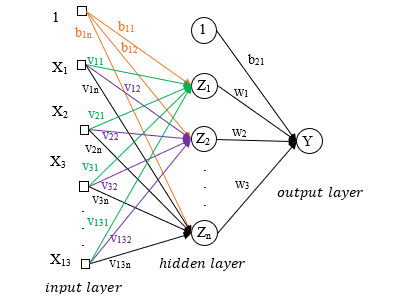 1
b11
b12
b1n
1
b21
X1
v11
v12
v1n
Z1
w1
X2
v21
v22
v2n
Z2
w2
Y
X3
v31
v32
v3n
w3
.
.
.
.
.
.
v131
v132
v13n
Zn
X13
output layer
hidden layer
input layer